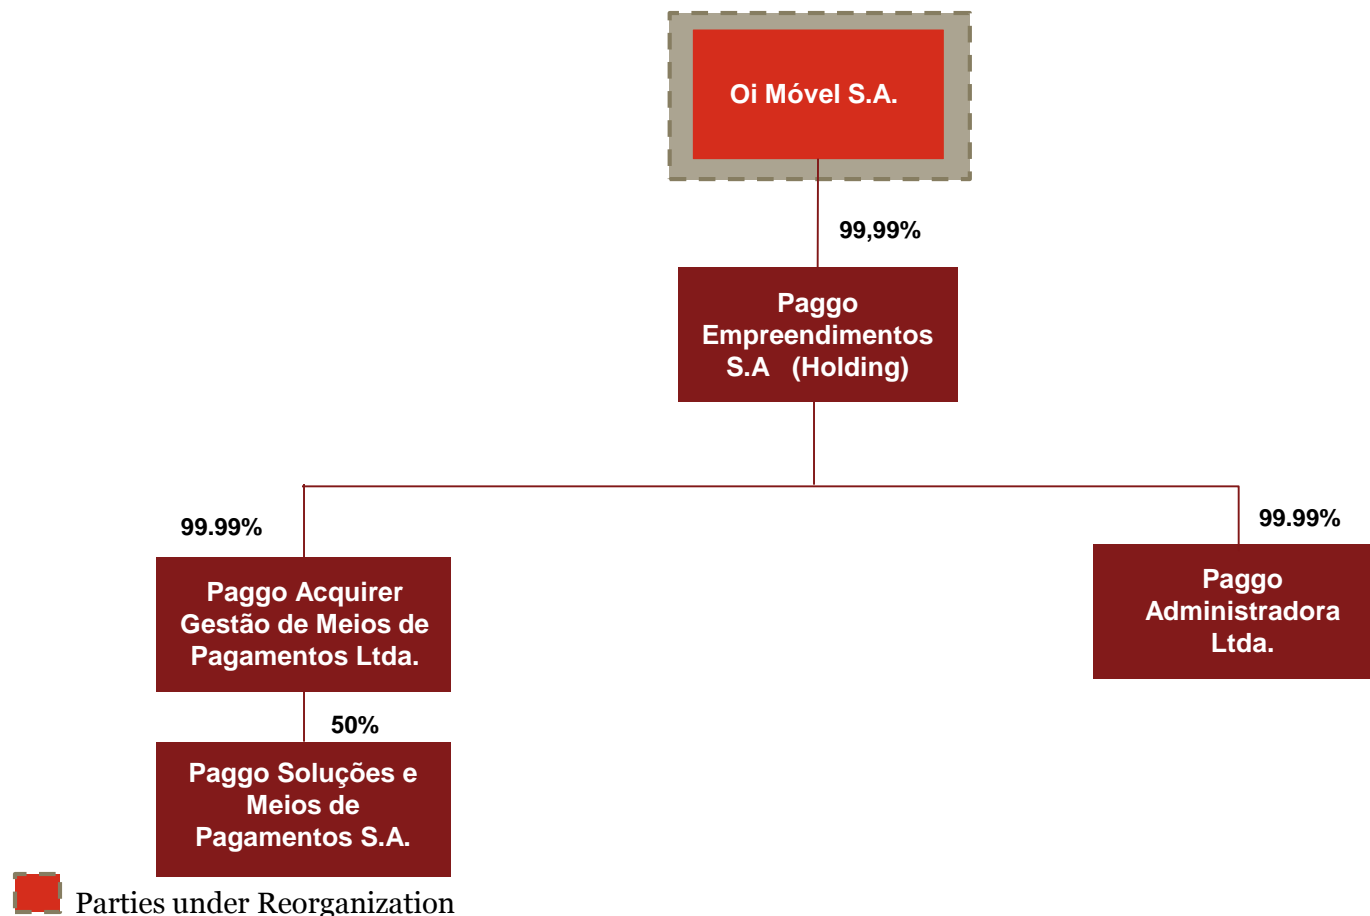 Oi Móvel S.A.
99,99%
Paggo
Empreendimentos
S.A (Holding)
99.99%
99.99%
Paggo Acquirer
Gestão de Meios de
Pagamentos Ltda.
Paggo
Administradora
Ltda.
50%
Paggo Soluções e
Meios de
Pagamentos S.A.
Parties under Reorganization